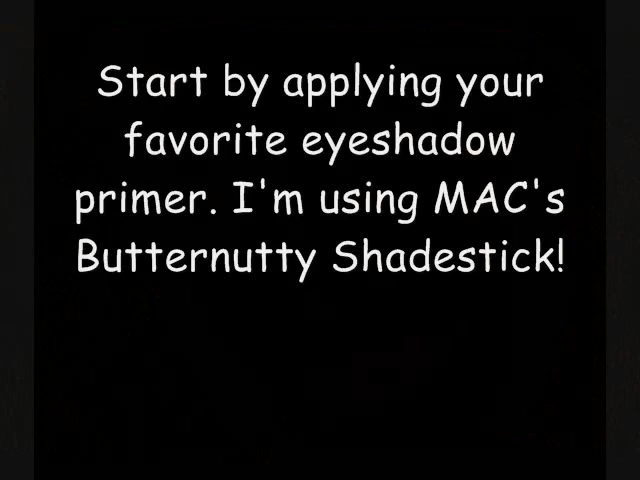 Start by applying your
favorite eyeshadow
primer. I'm using MAC's
Butternutty Shadestick!